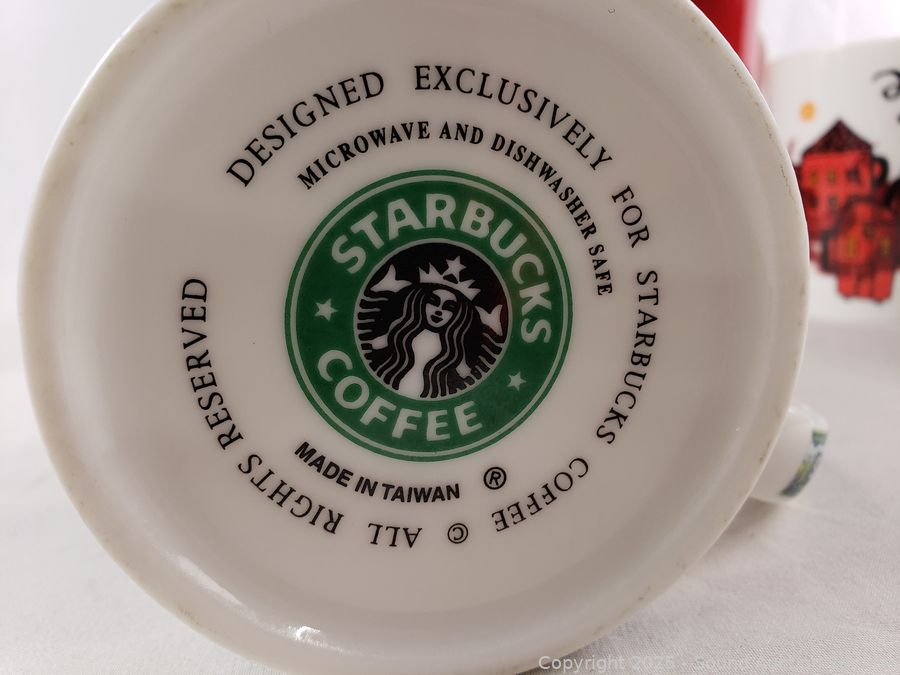 DESIGNED EXCLUSIVELY FOR STARBUCKS COFFEE © ALL RIGHTS RESERVED
MICROWAVE AND DISHWASHER SAFE
STARBUCKS
COFFEE
MADE IN TAIWAN ®
Copyright 2025